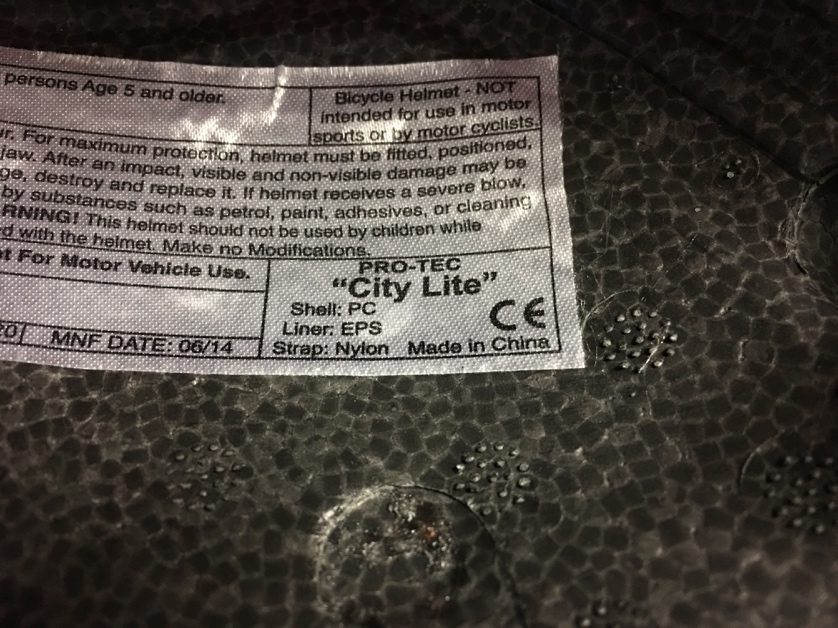 persons Age 5 and older.
Bicycle Helmet - NOT
intended for use in motor
sports or by motor cyclists.
For maximum protection, helmet must be fitted, positioned,
jaw. After an impact, visible and non-visible damage may be
destroy and replace it. If helmet receives a severe blow,
by substances such as petrol, paint, adhesives, or cleaning
RNING! This helmet should not be used by children while
d with the helmet. Make no Modifications.
t For Motor Vehicle Use.
PRO-TEC
"City Lite"
Shell: PC
Liner: EPS
CE
MNF DATE: 06/14
Strap: Nylon Made in China